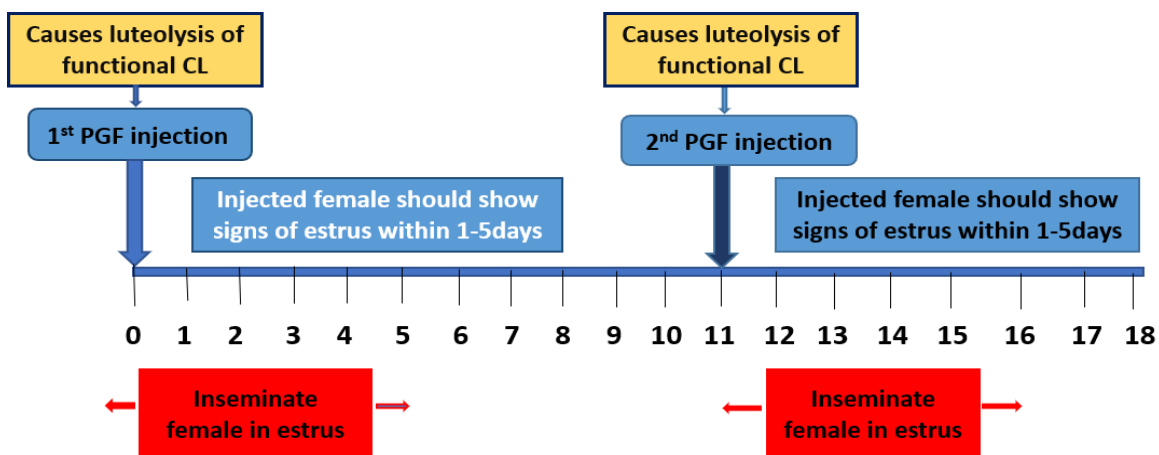 Causes luteolysis of
functional CL
Causes luteolysis of
functional CL
1st PGF injection
2nd PGF injection
Injected female should show
signs of estrus within 1-5days
Injected female should show
signs of estrus within 1-5days
0 1 2 3 4 5 6 7 8 9 10 11 12 13 14 15 16 17 18
Inseminate
female in estrus
Inseminate
female in estrus